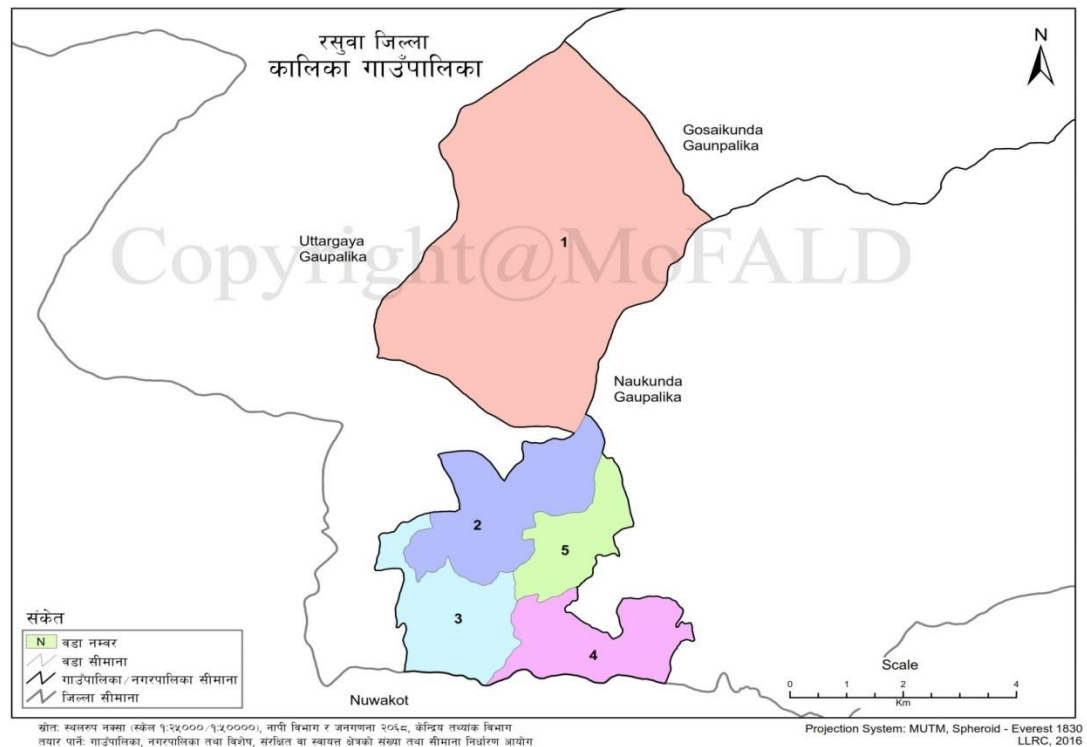 रसुवा जिल्ला
कालिका गाउँपालिका
N
Gosaikunda
Gaunpalika
Uttargaya
Gaupalika
1
Copyright@MoFALD
Naukunda
Gaupalika
2
5
3
4
संकेत
N वडा नम्बर
वडा सीमाना
गाउँपालिका/नगरपालिका सीमाना
जिल्ला सीमाना
Nuwakot
Scale
0 1 2 4
Km
स्रोत: स्थलरुप नक्सा (स्केल १:२५०००/१:५००००), नापी विभाग र जनगणना २०६८, केन्द्रिय तथ्यांक विभाग
तयार पार्ने: गाउँपालिका, नगरपालिका तथा विशेष, संरक्षित वा स्वायत्त क्षेत्रको संख्या तथा सीमाना निर्धारण आयोग
Projection System: MUTM, Spheroid - Everest 1830
LLRC, 2016